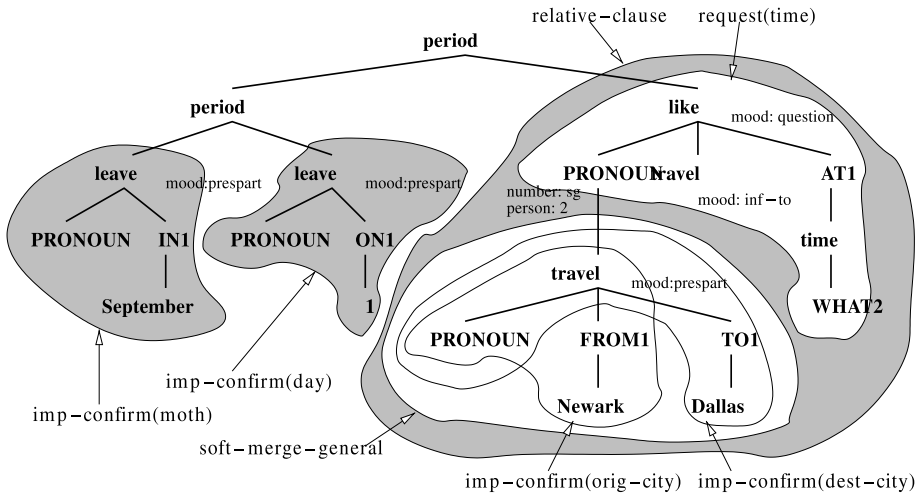 relative-clause request(time)
period
period like
mood: question
leave leave PRONOUN travel AT1
mood:prespart mood:prespart
number: sg
person: 2
mood: inf-to
PRONOUN IN1 PRONOUN ON1 time
travel
mood:prespart
September 1 WHAT2
PRONOUN FROM1 TO1
imp-confirm(day)
Newark Dallas
imp-confirm(moth)
soft-merge-general
imp-confirm(orig-city) imp-confirm(dest-city)